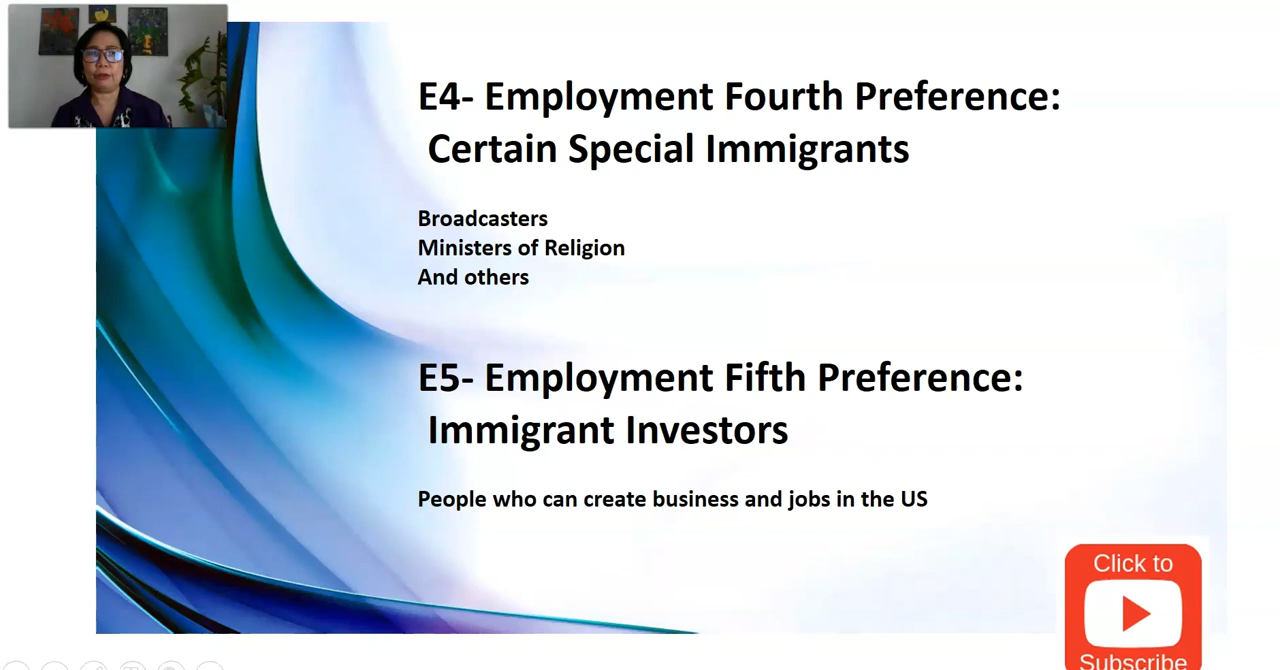 E4- Employment Fourth Preference:
Certain Special Immigrants
Broadcasters
Ministers of Religion
And others
E5- Employment Fifth Preference:
Immigrant Investors
People who can create business and jobs in the US
Click to
Subscribe